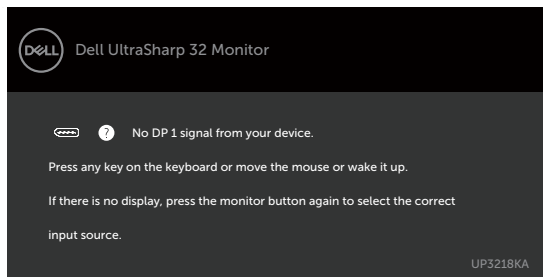 DELL
Dell UltraSharp 32 Monitor
? No DP 1 signal from your device.
Press any key on the keyboard or move the mouse or wake it up.
If there is no display, press the monitor button again to select the correct
input source.
UP3218KA